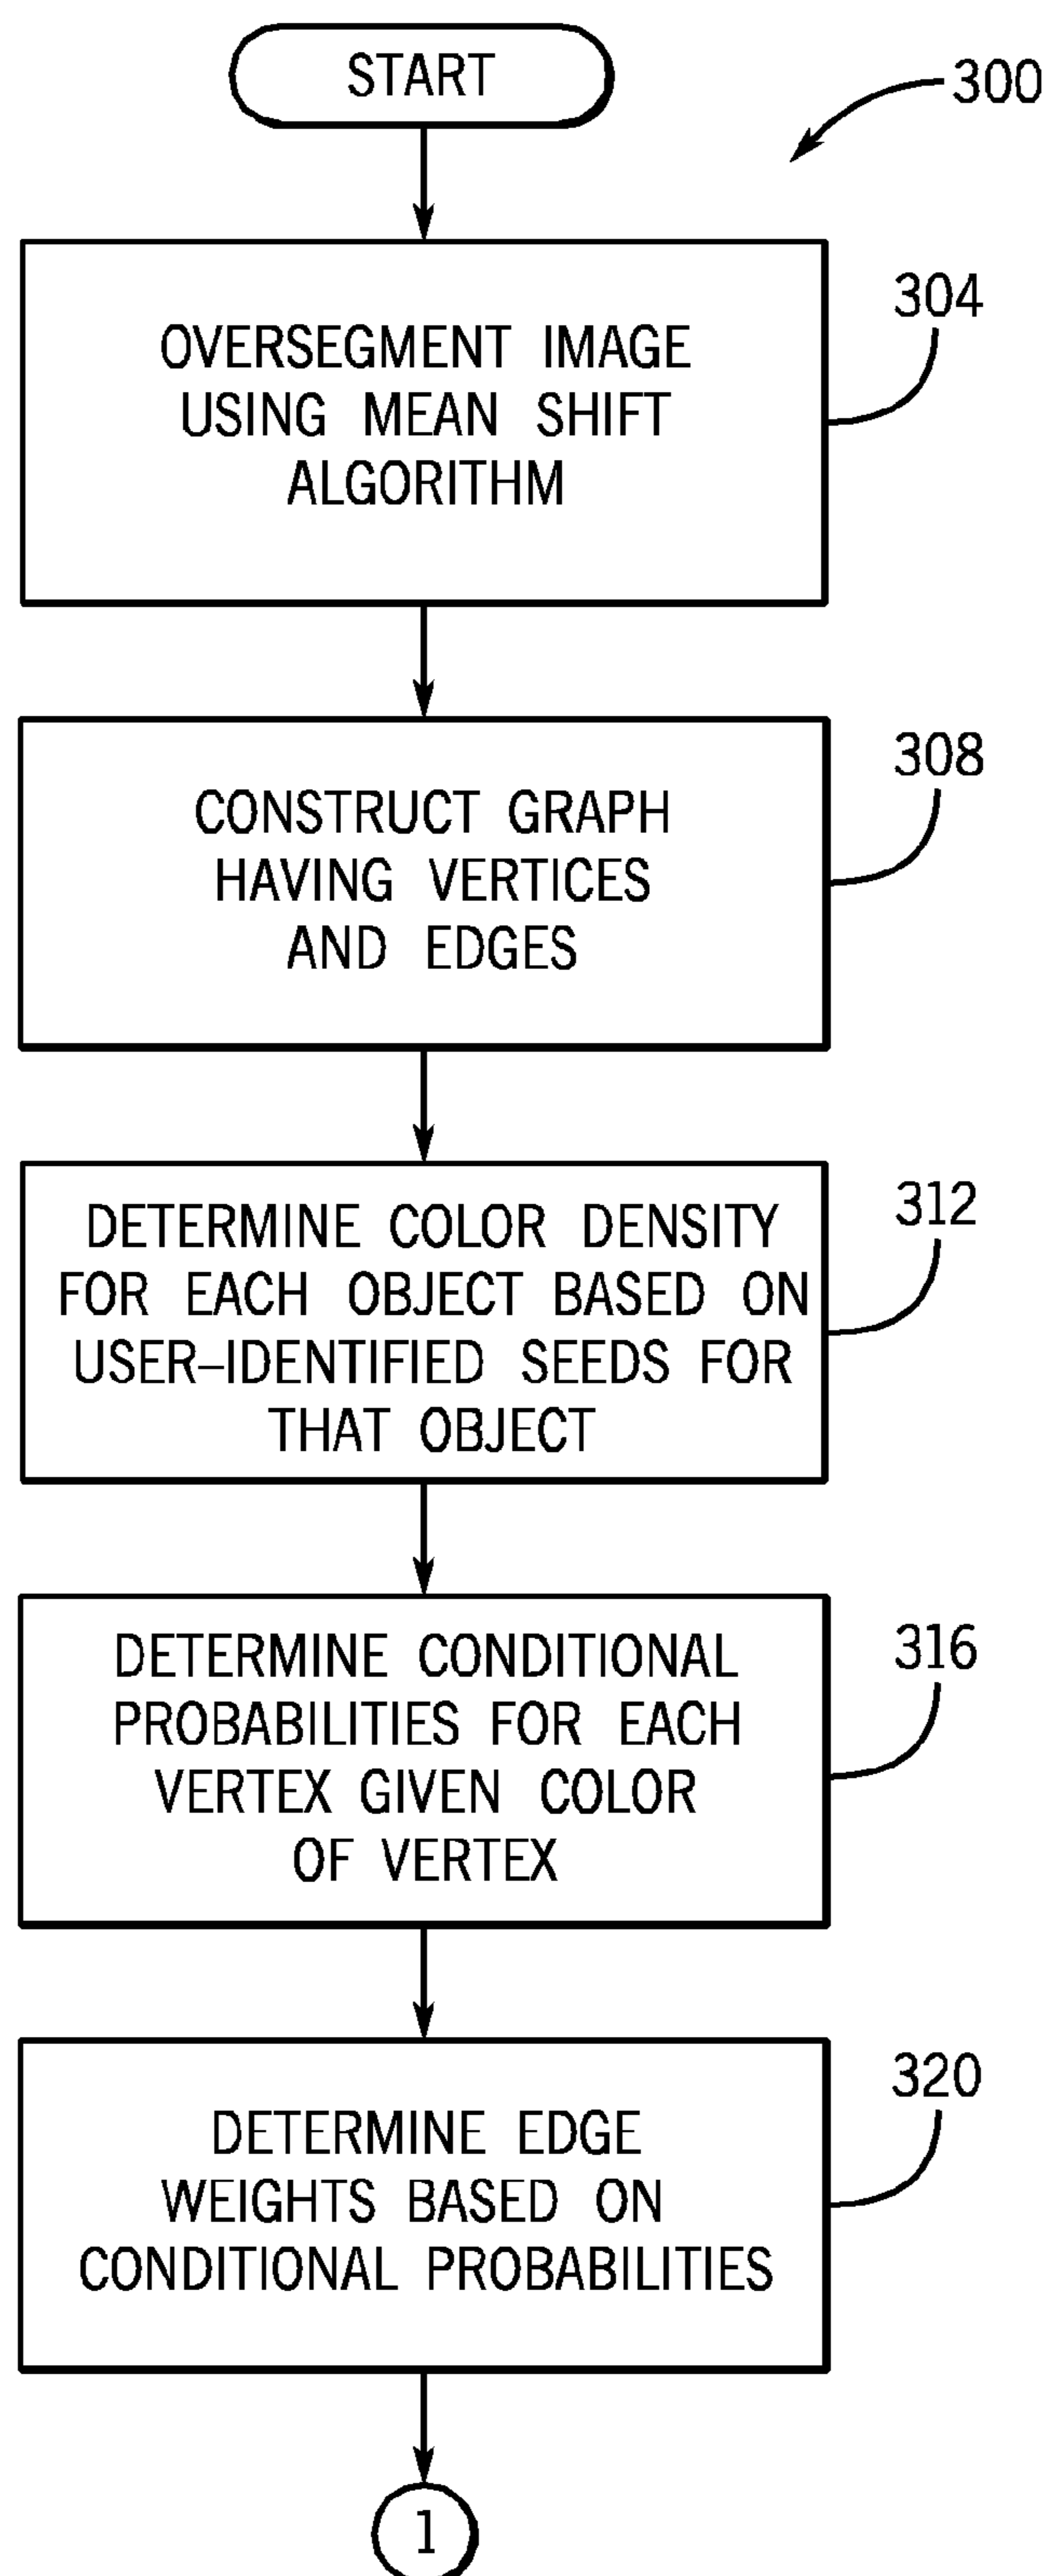 START
300
304
OVERSEGMENT IMAGE
USING MEAN SHIFT
ALGORITHM
308
CONSTRUCT GRAPH
HAVING VERTICES
AND EDGES
312
DETERMINE COLOR DENSITY
FOR EACH OBJECT BASED ON
USER–IDENTIFIED SEEDS FOR
THAT OBJECT
316
DETERMINE CONDITIONAL
PROBABILITIES FOR EACH
VERTEX GIVEN COLOR
OF VERTEX
320
DETERMINE EDGE
WEIGHTS BASED ON
CONDITIONAL PROBABILITIES
1